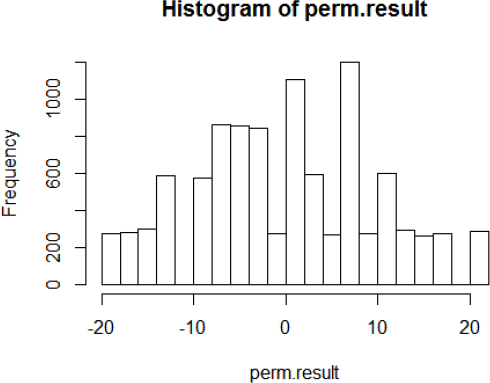 Histogram of perm.result
Frequency
1000
600
200
0
-20 -10 0 10 20
perm.result